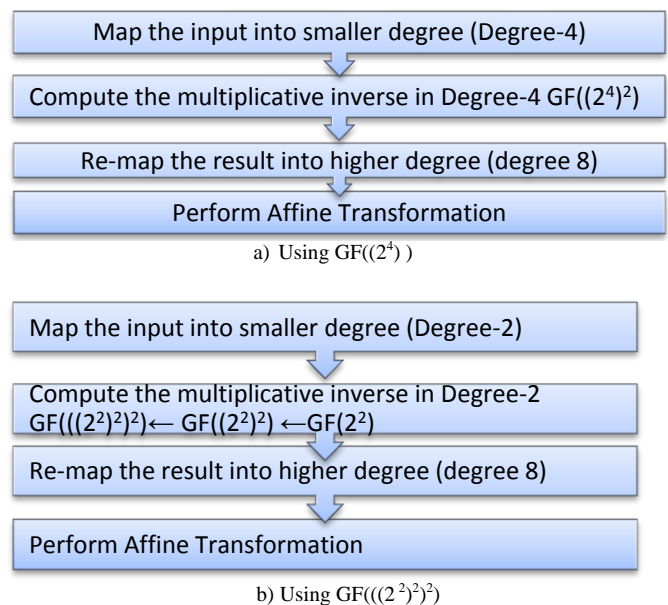 Map the input into smaller degree (Degree-4)
Compute the multiplicative inverse in Degree-4 GF((2⁴)²)
Re-map the result into higher degree (degree 8)
Perform Affine Transformation
a) Using GF((2⁴) )
Map the input into smaller degree (Degree-2)
Compute the multiplicative inverse in Degree-2
GF(((2²)²)²)← GF((2²)²) ←GF(2²)
Re-map the result into higher degree (degree 8)
Perform Affine Transformation
b) Using GF(((2²)²)²)